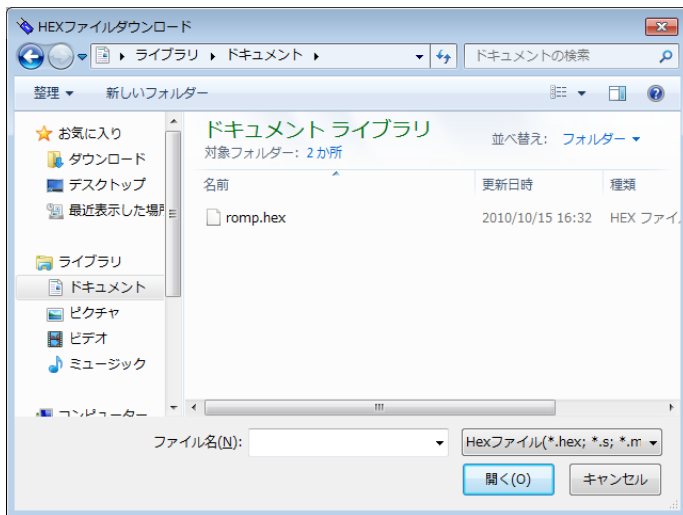 HEXファイルダウンロード
ライブラリ ドキュメント
ドキュメントの検索
整理 新しいフォルダー
お気に入り
ダウンロード
デスクトップ
最近表示した場所
ライブラリ
ドキュメント
ピクチャ
ビデオ
ミュージック
コンピューター
ドキュメント ライブラリ
対象フォルダー: 2 か所
並べ替え: フォルダー
名前 更新日時 種類
romp.hex 2010/10/15 16:32 HEX ファイ
ファイル名(N):
Hexファイル(*.hex; *.s; *.m
開く(O) キャンセル